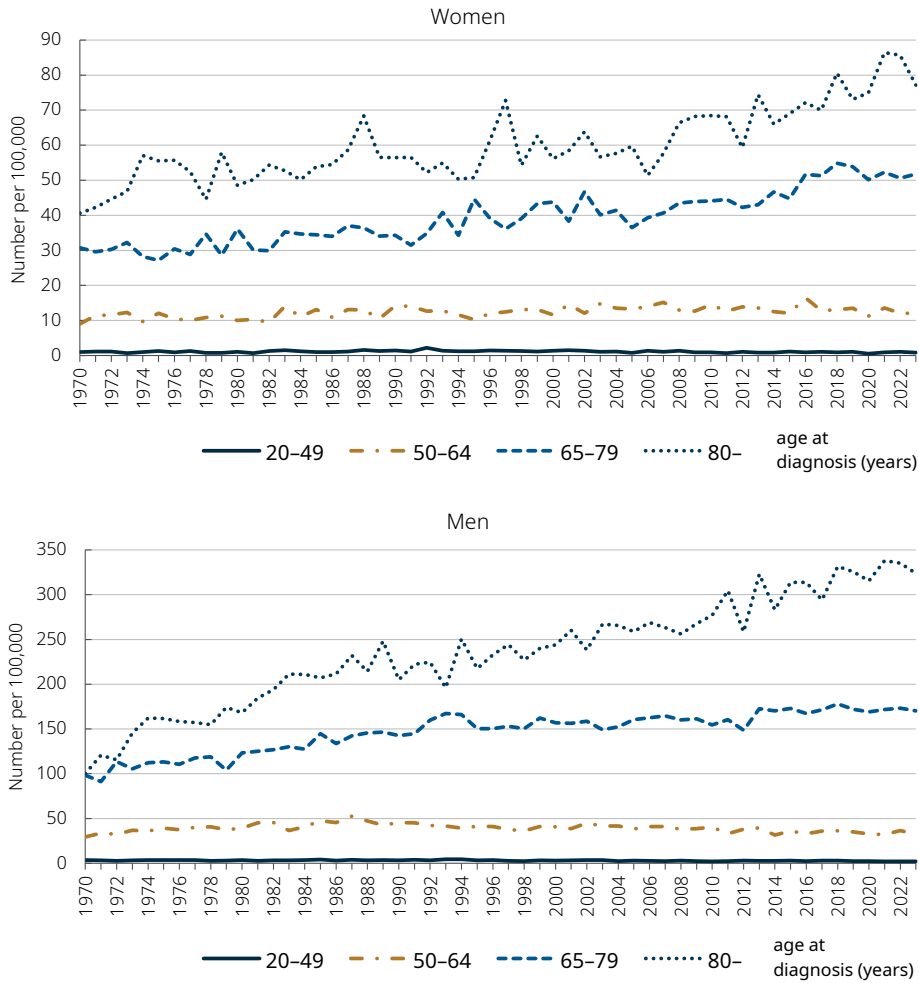 Women
Number per 100,000
90
80
70
60
50
40
30
20
10
0
1970 1972 1974 1976 1978 1980 1982 1984 1986 1988 1990 1992 1994 1996 1998 2000 2002 2004 2006 2008 2010 2012 2014 2016 2018 2020 2022
20–49 50–64 65–79 80– age at
diagnosis (years)
Men
Number per 100,000
350
300
250
200
150
100
50
0
1970 1972 1974 1976 1978 1980 1982 1984 1986 1988 1990 1992 1994 1996 1998 2000 2002 2004 2006 2008 2010 2012 2014 2016 2018 2020 2022
20–49 50–64 65–79 80– age at
diagnosis (years)